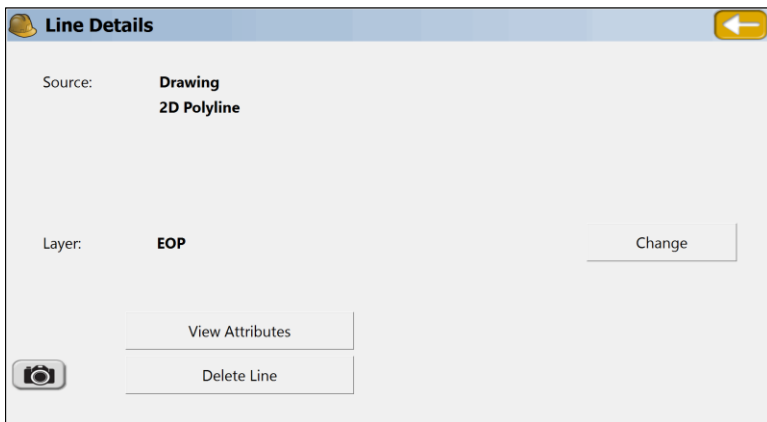 Line Details
Source: Drawing
2D Polyline
Layer: EOP Change
View Attributes
Delete Line